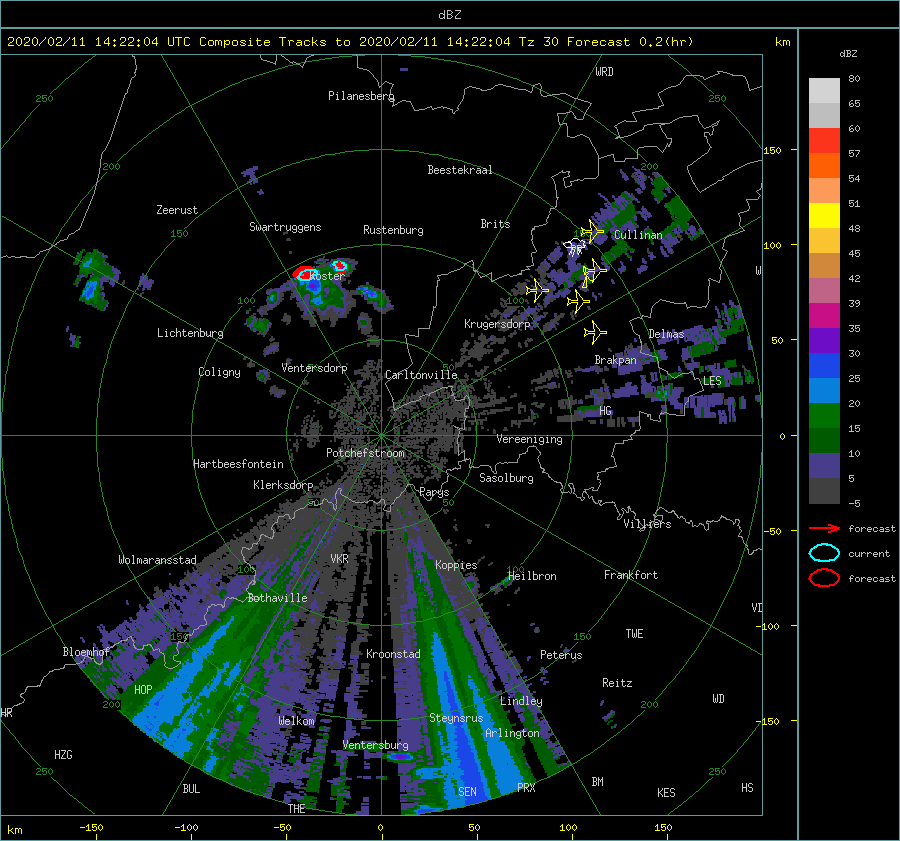 dBZ
2020/02/11 14:22:04 UTC Composite Tracks to 2020/02/11 14:22:04 Tz 30 Forecast 0.2(hr) km
dBZ
WRD
250
250
Pilanesberg
80
65
60
150
200
200
57
Beestekraal
54
Zeerust
51
Brits
150
Swartruggens
Rustenburg
Cullinan
48
100
45
Koster
42
100
100
39
Krugersdorp
35
Lichtenburg
Delmas
50
30
Brakpan
Coligny
Ventersdorp
Carltonville
LES
25
HG
20
0
Vereeniging
15
Potchefstroom
10
Hartbeesfontein
Sasolburg
5
Klerksdorp
Parys
50
50
-5
Villiers
-50
forecast
VKR
Wolmaransstad
Koppies
current
100
100
Heilbron
Frankfort
forecast
Bothaville
VD
-100
150
150
TWE
Bloemhof
Kroonstad
Peterus
HOP
Reitz
WD
200
Lindley
200
HR
Welkom
Steynsrus
-150
Arlington
Ventersburg
HZG
250
250
BUL
BM
HS
SEN
PRX
KES
THE
km
-150
-100
-50
0
50
100
150